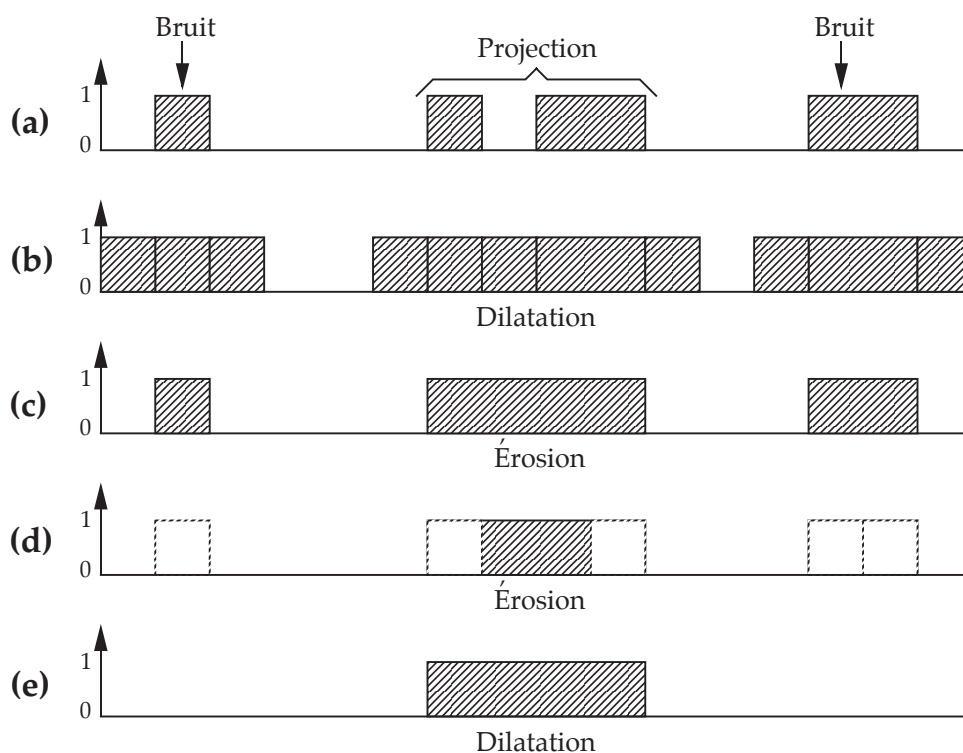 Bruit
Projection
Bruit
(a)
1
0
(b)
1
0
Dilatation
(c)
1
0
Érosion
(d)
1
0
Érosion
(e)
1
0
Dilatation